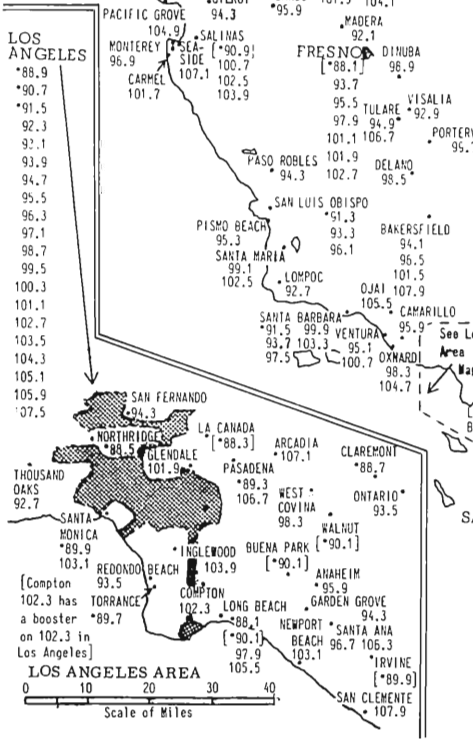 PACIFIC GROVE
104.9
94.3
*95.9
104.1
MADERA
92.1
LOS
ANGELES
*88.9
*90.7
*91.5
92.3
93.9
94.7
95.5
96.3
97.1
98.7
99.5
100.3
101.1
102.7
103.5
104.3
105.1
105.9
107.5
MONTEREY
96.9
SEA-
SIDE
107.1
CARMEL
101.7
SALINAS
[*90.9]
100.7
102.5
103.9
FRESNO
[*88.1]
93.7
95.5
97.9
101.1
101.9
102.7
DINUBA
98.9
VISALIA
*92.9
TULARE
94.9
106.7
PASO ROBLES
94.3
DELANO
98.5
SAN LUIS OBISPO
*91.3
93.3
96.1
PISMO BEACH
95.3
BAKERSFIELD
94.1
96.5
101.5
107.9
SANTA MARIA
99.1
102.5
LOMPOC
92.7
OJAI
105.5
CAMARILLO
95.9
SANTA BARBARA
*91.5 99.9
93.7 103.3
97.5
VENTURA
95.1
100.7
OXNARD
98.3
104.7
Area
SAN FERNANDO
*94.3
NORTHRIDGE
*88.5
GLENDALE
101.9
LA CANADA
[*88.3]
PASADENA
*89.3
106.7
ARCADIA
107.1
CLAREMONT
*88.7
THOUSAND
OAKS
92.7
WEST
COVINA
98.3
ONTARIO
93.5
WALNUT
[*90.1]
SANTA
MONICA
*89.9
103.1
INGLEWOOD
103.9
BUENA PARK
[*90.1]
REDONDO BEACH
93.5
ANAHEIM
95.9
[Compton
102.3 has
a booster
on 102.3 in
Los Angeles]
TORRANCE
*89.7
COMPTON
102.3
GARDEN GROVE
94.3
LONG BEACH
*88.1
[*90.1]
97.9
105.5
NEWPORT
BEACH
103.1
SANTA ANA
96.7 106.3
IRVINE
[*89.9]
SAN CLEMENTE
107.9
LOS ANGELES AREA
0 10 20 30 40
Scale of Miles